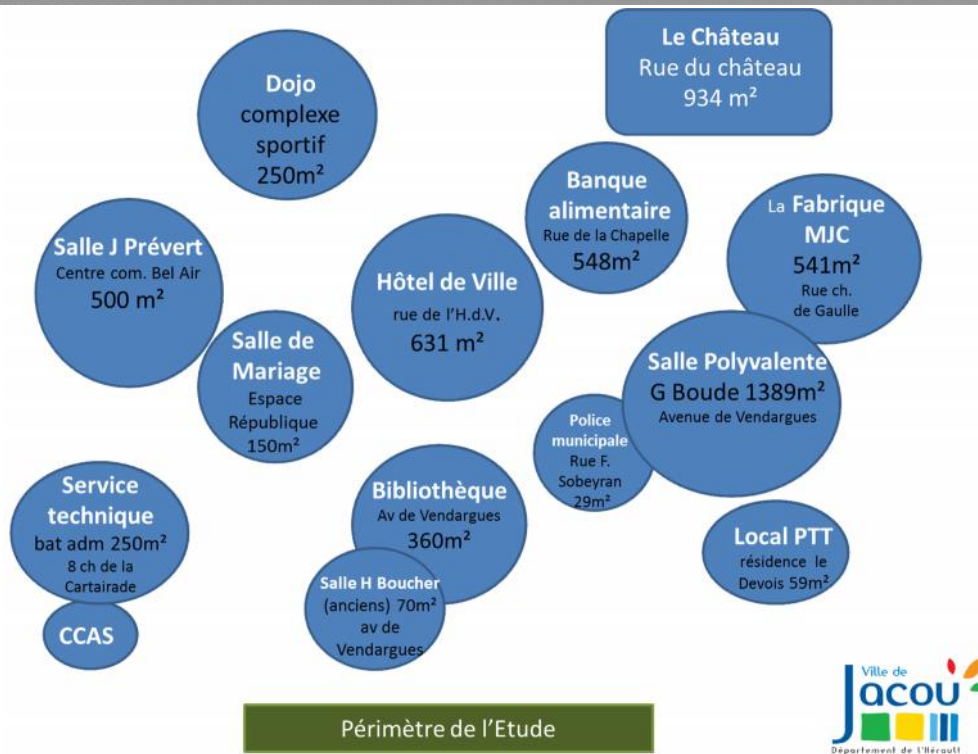 Le Château
Rue du château
934 m²
Dojo
complexe
sportif
250m²
Banque
alimentaire
Rue de la Chapelle
548m²
La Fabrique
MJC
541m²
Rue ch.
de Gaulle
Salle J Prévert
Centre com. Bel Air
500 m²
Hôtel de Ville
rue de l'H.d.V.
631 m²
Salle de
Mariage
Espace
République
150m²
Salle Polyvalente
G Boude 1389m²
Avenue de Vendargues
Police
municipale
Rue F.
Sobeyran
29m²
Service
technique
bat adm 250m²
8 ch de la
Cartairade
Bibliothèque
Av de Vendargues
360m²
Local PTT
résidence le
Devois 59m²
Salle H Boucher
(anciens) 70m²
av de
Vendargues
CCAS
Périmètre de l'Etude
Ville de
Jacou
Département de l'Hérault